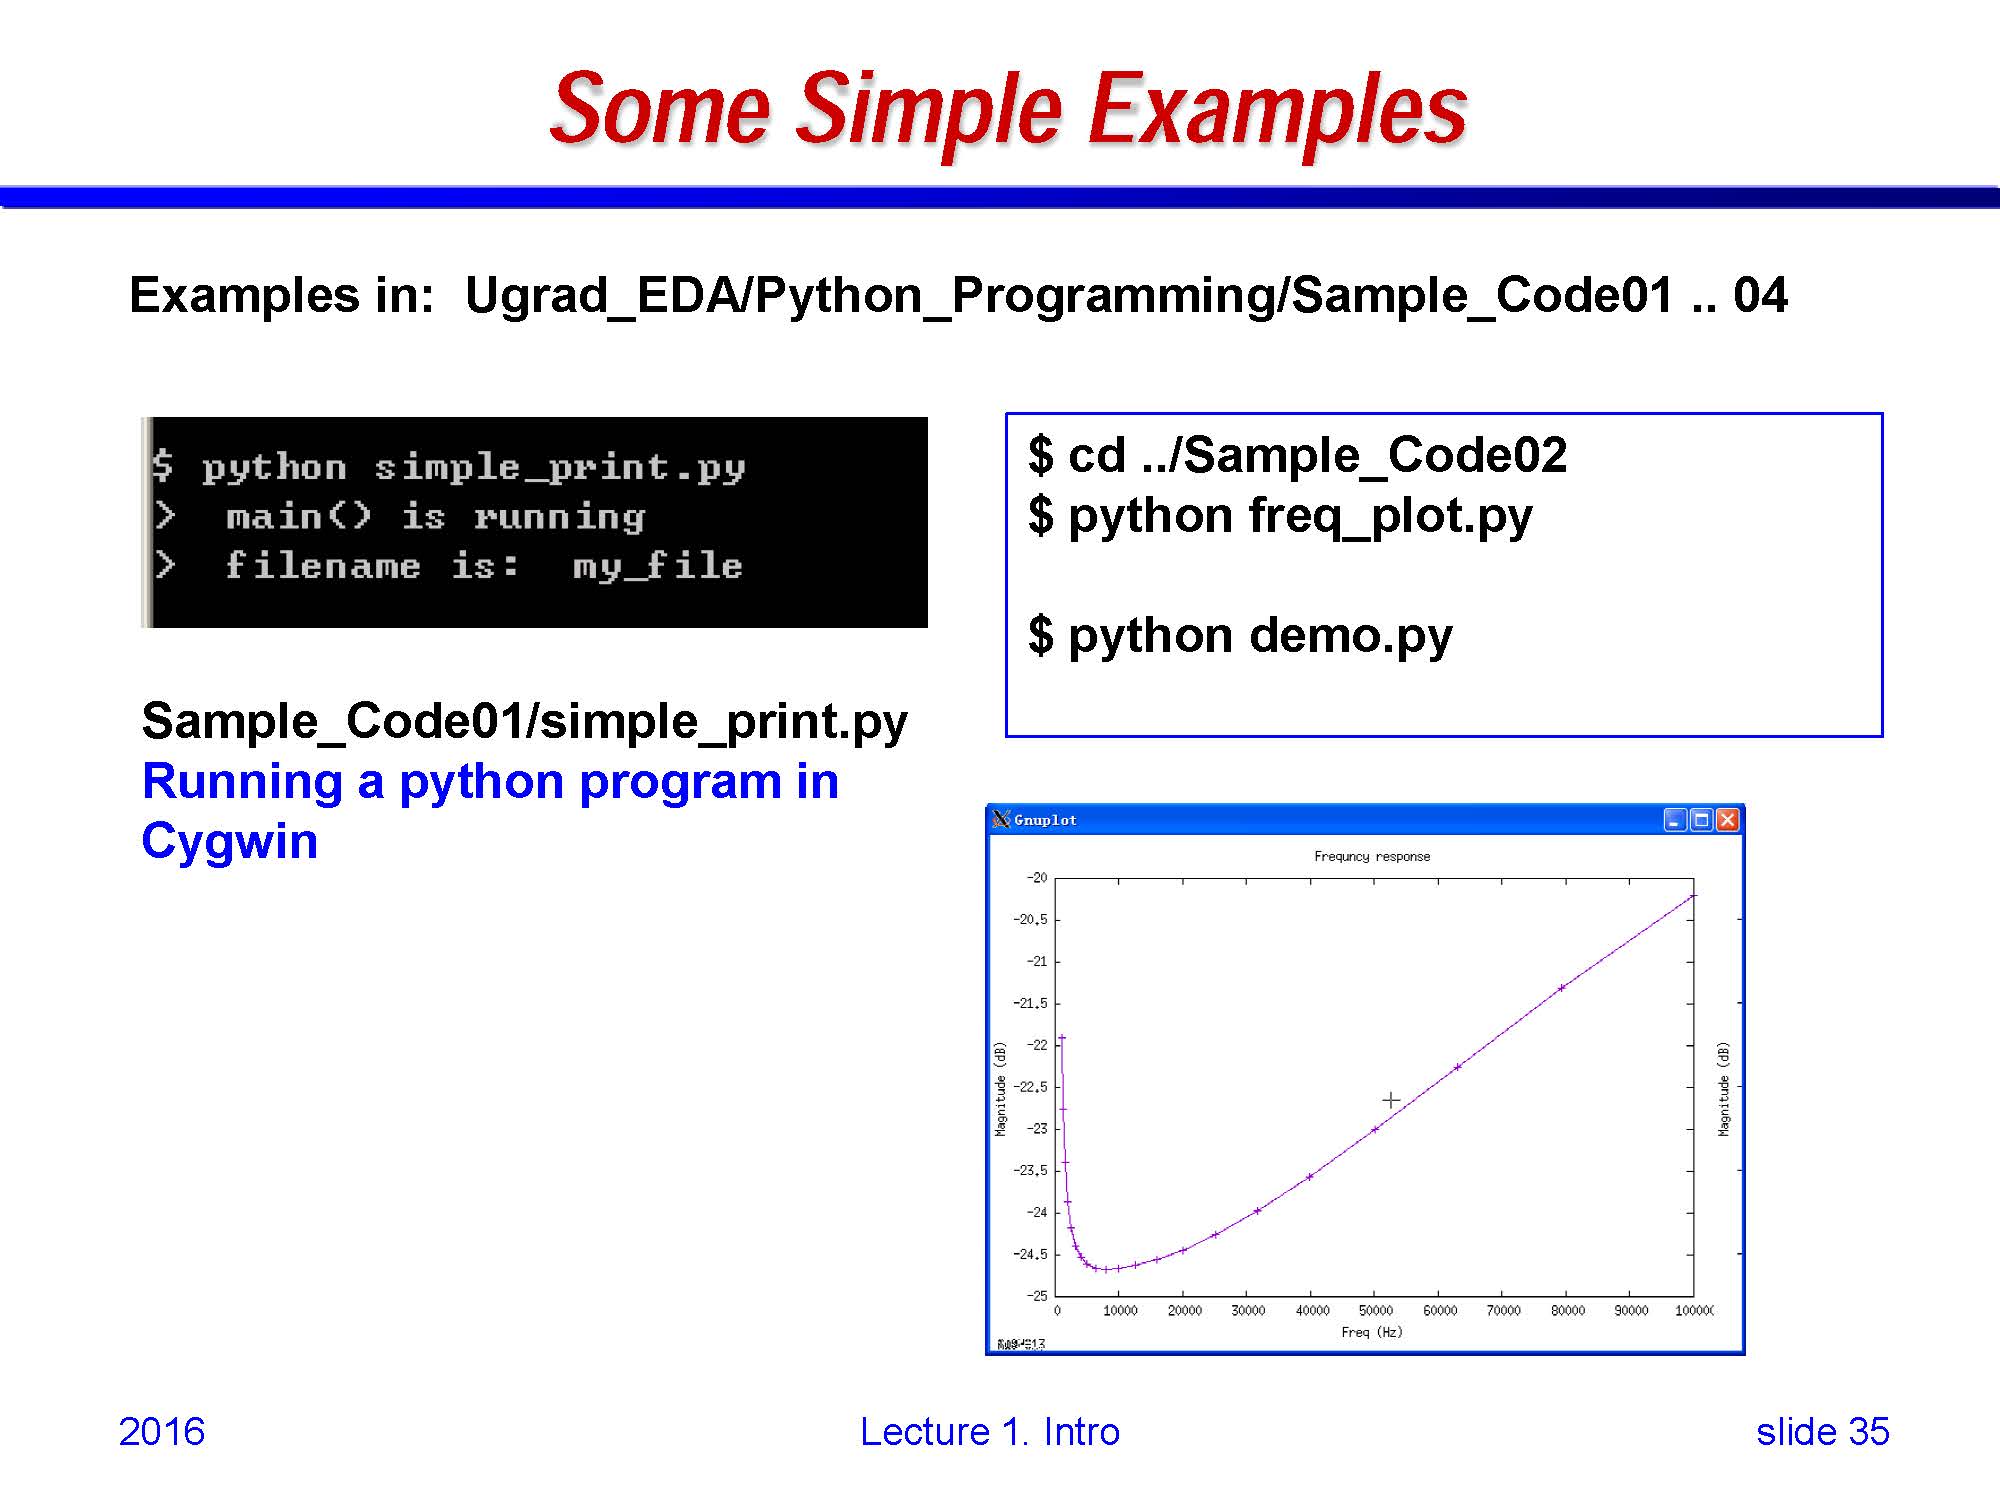 Some Simple Examples
Examples in: Ugrad_EDA/Python_Programming/Sample_Code01 .. 04
$ python simple_print.py
> main() is running
> filename is: my_file
Sample_Code01/simple_print.py
Running a python program in
Cygwin
$ cd ../Sample_Code02
$ python freq_plot.py
$ python demo.py
Gnuplot
Frequncy response
-20
-20.5
-21
-21.5
-22
-22.5
-23
-23.5
-24
-24.5
-25
Magnitude (dB)
Magnitude (dB)
0 10000 20000 30000 40000 50000 60000 70000 80000 90000 100000
Freq (Hz)
2016
Lecture 1. Intro
slide 35